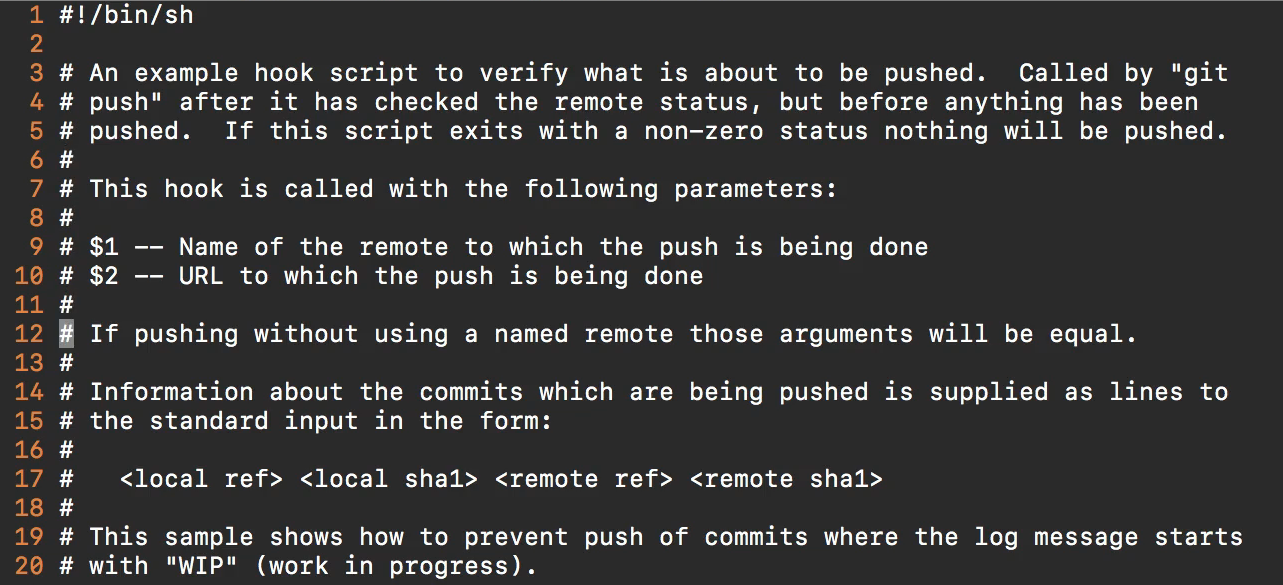 1 #!/bin/sh
2
3 # An example hook script to verify what is about to be pushed.  Called by "git
4 # push" after it has checked the remote status, but before anything has been
5 # pushed.  If this script exits with a non-zero status nothing will be pushed.
6 #
7 # This hook is called with the following parameters:
8 #
9 # $1 -- Name of the remote to which the push is being done
10 # $2 -- URL to which the push is being done
11 #
12 # If pushing without using a named remote those arguments will be equal.
13 #
14 # Information about the commits which are being pushed is supplied as lines to
15 # the standard input in the form:
16 #
17 #   <local ref> <local sha1> <remote ref> <remote sha1>
18 #
19 # This sample shows how to prevent push of commits where the log message starts
20 # with "WIP" (work in progress).